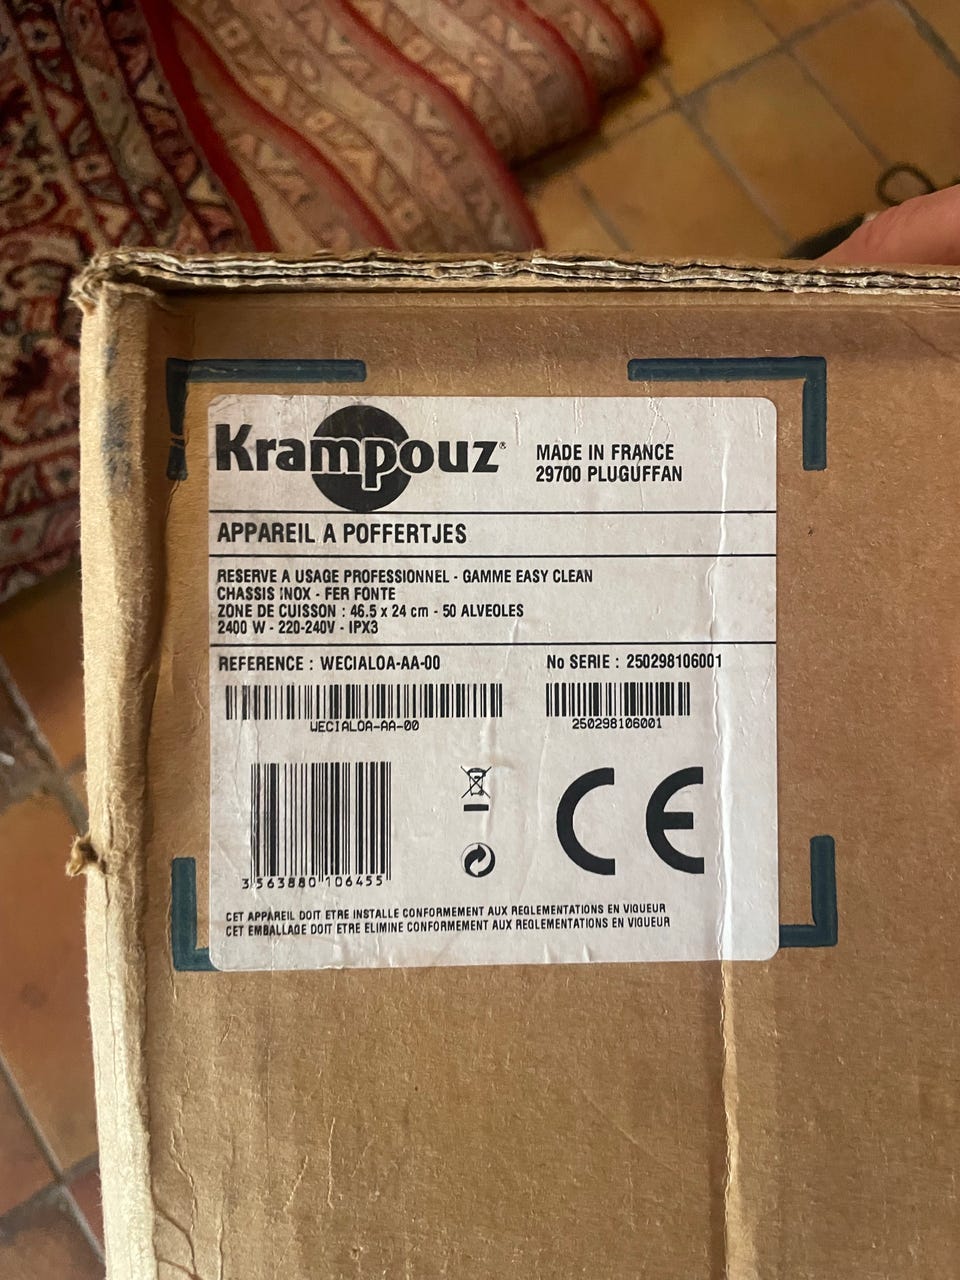 Krampouz®
MADE IN FRANCE
29700 PLUGUFFAN
APPAREIL A POFFERTJES
RESERVE A USAGE PROFESSIONNEL - GAMME EASY CLEAN
CHASSIS INOX - FER FONTE
ZONE DE CUISSON : 46.5 x 24 cm - 50 ALVEOLES
2400 W - 220-240V - IPX3
REFERENCE : WECIALOA-AA-00
No SERIE : 250298106001
WECIALOA-AA-00
250298106001
3 563880 106455
CE
CET APPAREIL DOIT ETRE INSTALLE CONFORMEMENT AUX REGLEMENTATIONS EN VIGUEUR
CET EMBALLAGE DOIT ETRE ELIMINE CONFORMEMENT AUX REGLEMENTATIONS EN VIGUEUR